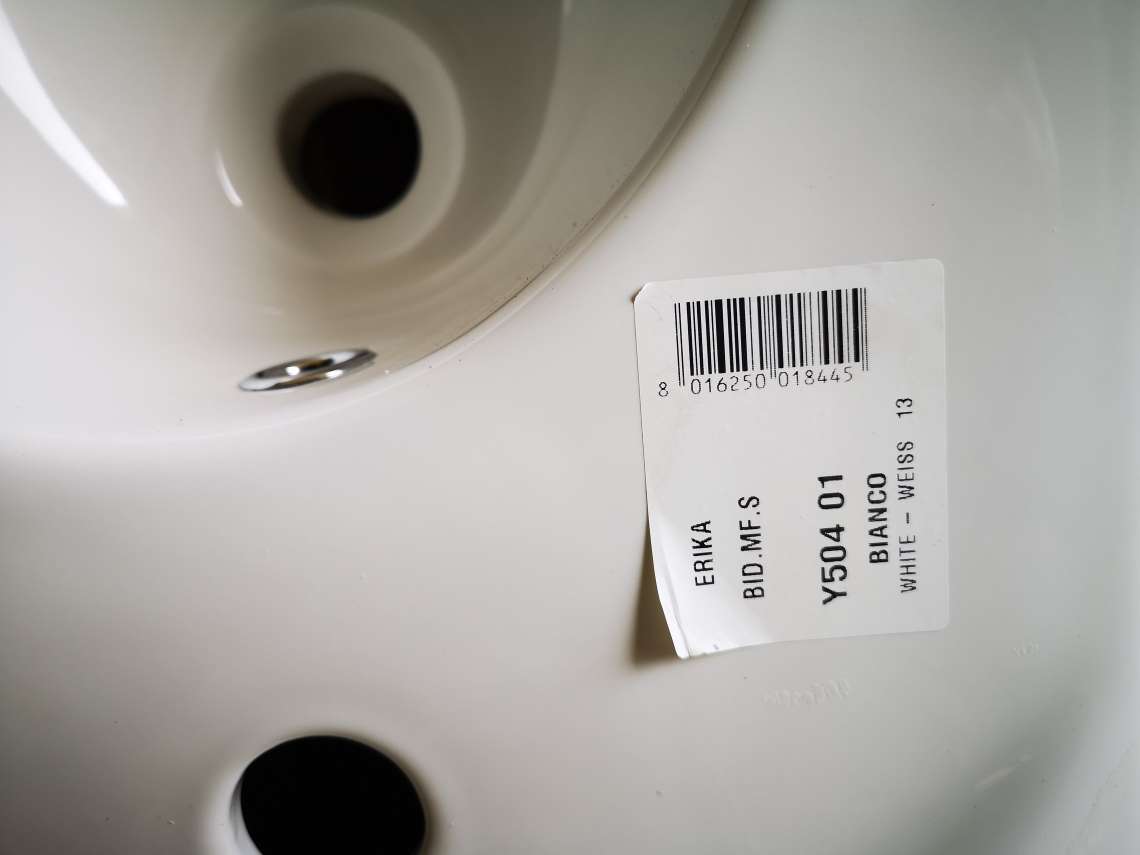 8 016250 018445
ERIKA
BID.MF.S
Y504 01
BIANCO
WHITE – WEISS 13